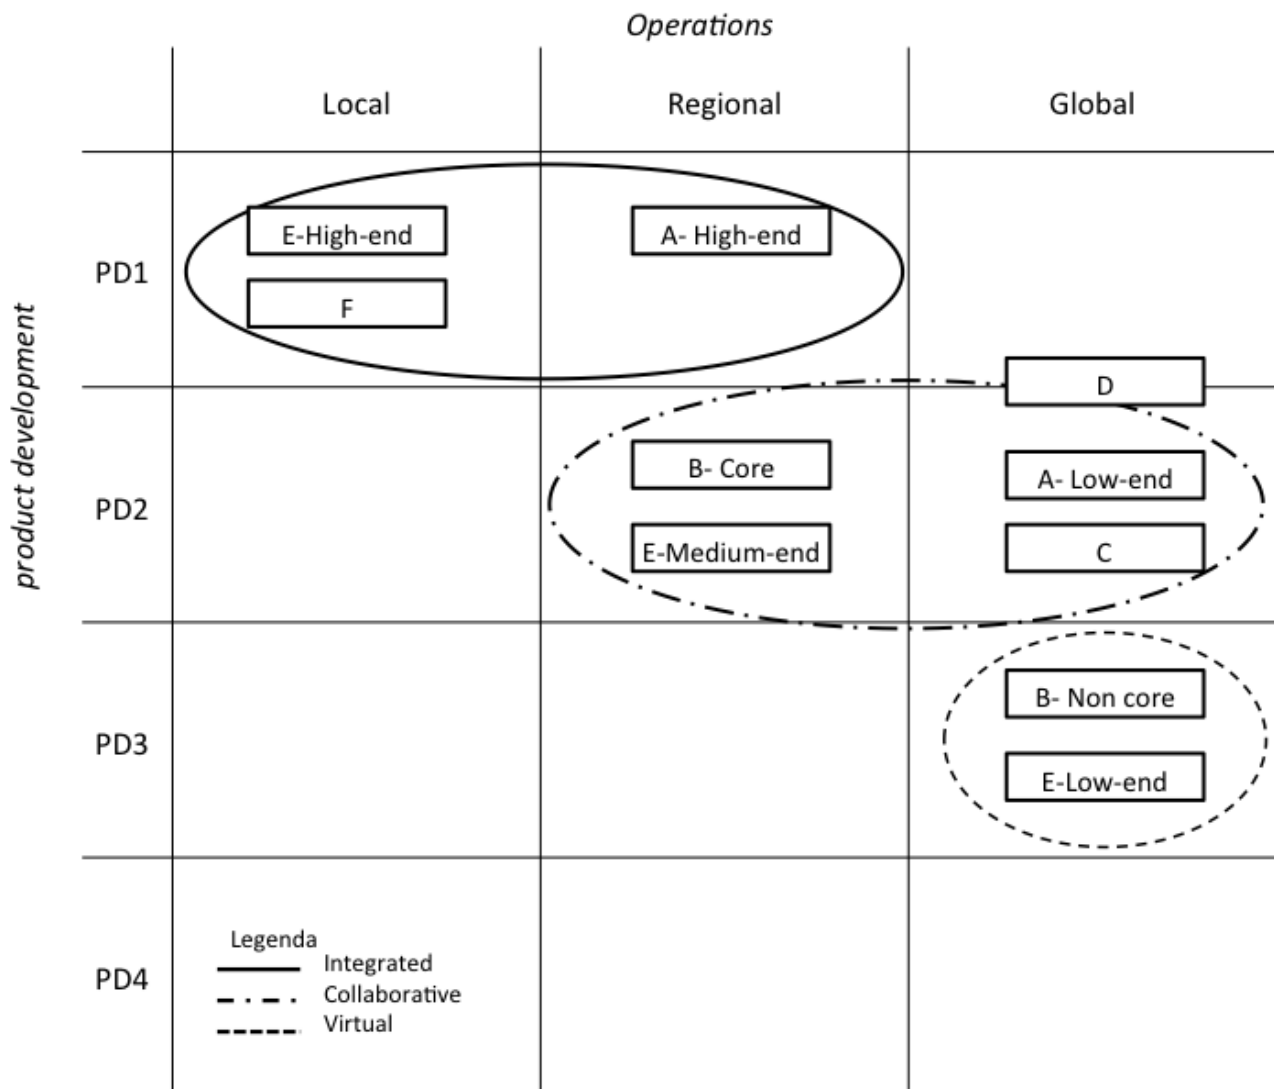 Operations
Local Regional Global
E-High-end A- High-end
PD1
F
product development
D
B- Core A- Low-end
PD2
E-Medium-end C
B- Non core
PD3
E-Low-end
Legenda
Integrated
PD4
Collaborative
Virtual